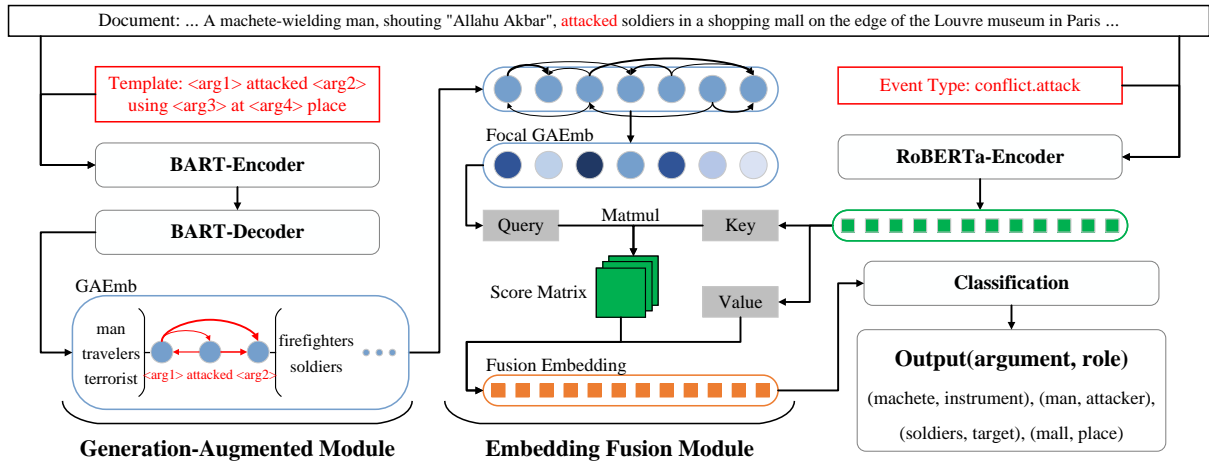 Document: ... A machete-wielding man, shouting "Allahu Akbar", attacked soldiers in a shopping mall on the edge of the Louvre museum in Paris ...
Template: <arg1> attacked <arg2>
using <arg3> at <arg4> place
BART-Encoder
BART-Decoder
GAEmb
man
travelers
terrorist
<arg1> attacked <arg2>
firefighters
soldiers
Generation-Augmented Module
Focal GAEmb
Query
Matmul
Key
Score Matrix
Value
Fusion Embedding
Embedding Fusion Module
Event Type: conflict.attack
RoBERTa-Encoder
Classification
Output(argument, role)
(machete, instrument), (man, attacker),
(soldiers, target), (mall, place)